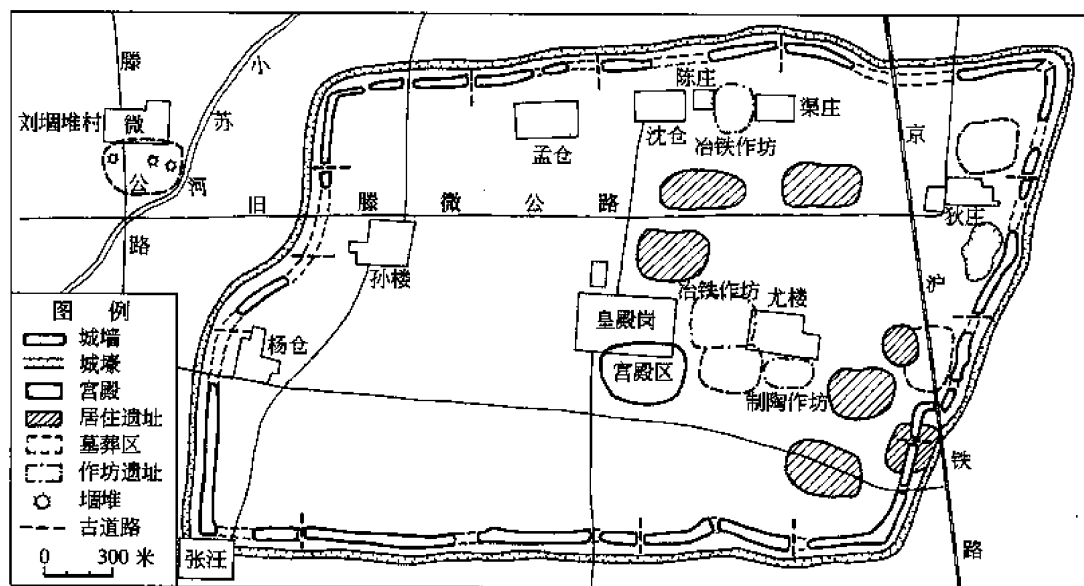 滕微公路
小苏河
刘堌堆村
微
陈庄
渠庄
沈仓
孟仓
冶铁作坊
京沪铁路
旧滕微公路
狄庄
孙楼
冶铁作坊
尤楼
皇殿岗
宫殿区
杨仓
制陶作坊
张汪
图例
城墙
城壕
宫殿
居住遗址
墓葬区
作坊遗址
堌堆
古道路
0 300米